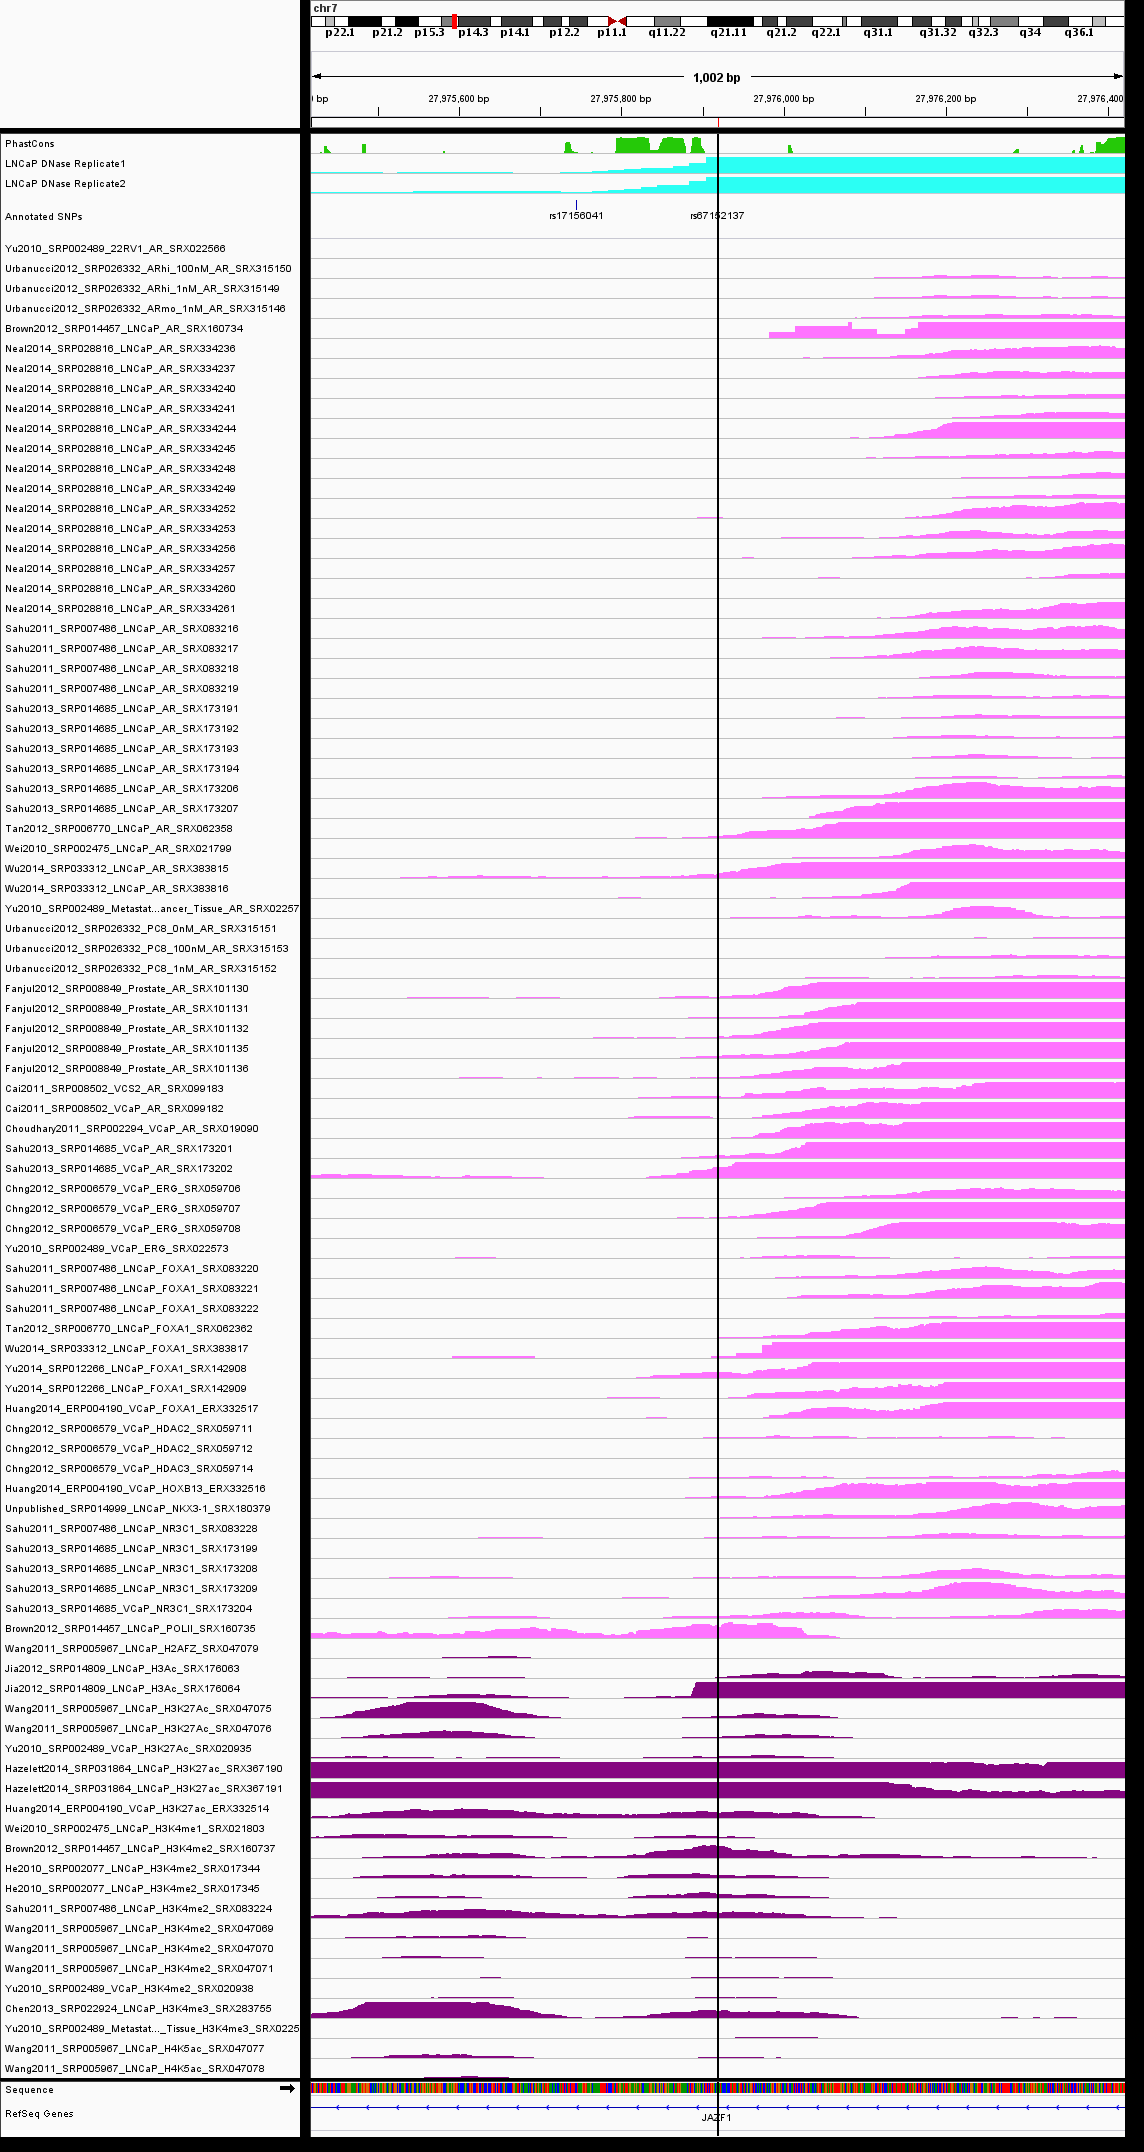 chr7
p22.1 p21.2 p15.3 p14.3 p14.1 p12.2 p11.1 q11.22 q21.11 q21.2 q22.1 q31.1 q31.32 q32.3 q34 q36.1
1,002 bp
bp 27,975,600 bp 27,975,800 bp 27,976,000 bp 27,976,200 bp 27,976,400
PhastCons
LNCaP DNase Replicate1
LNCaP DNase Replicate2
Annotated SNPs rs17156041 rs67152137
Yu2010_SRP002489_22RV1_AR_SRX022566
Urbanucci2012_SRP026332_ARhi_100nM_AR_SRX315150
Urbanucci2012_SRP026332_ARhi_1nM_AR_SRX315149
Urbanucci2012_SRP026332_ARmo_1nM_AR_SRX315146
Brown2012_SRP014457_LNCaP_AR_SRX160734
Neal2014_SRP028816_LNCaP_AR_SRX334236
Neal2014_SRP028816_LNCaP_AR_SRX334237
Neal2014_SRP028816_LNCaP_AR_SRX334240
Neal2014_SRP028816_LNCaP_AR_SRX334241
Neal2014_SRP028816_LNCaP_AR_SRX334244
Neal2014_SRP028816_LNCaP_AR_SRX334245
Neal2014_SRP028816_LNCaP_AR_SRX334248
Neal2014_SRP028816_LNCaP_AR_SRX334249
Neal2014_SRP028816_LNCaP_AR_SRX334252
Neal2014_SRP028816_LNCaP_AR_SRX334253
Neal2014_SRP028816_LNCaP_AR_SRX334256
Neal2014_SRP028816_LNCaP_AR_SRX334257
Neal2014_SRP028816_LNCaP_AR_SRX334260
Neal2014_SRP028816_LNCaP_AR_SRX334261
Sahu2011_SRP007486_LNCaP_AR_SRX083216
Sahu2011_SRP007486_LNCaP_AR_SRX083217
Sahu2011_SRP007486_LNCaP_AR_SRX083218
Sahu2011_SRP007486_LNCaP_AR_SRX083219
Sahu2013_SRP014685_LNCaP_AR_SRX173191
Sahu2013_SRP014685_LNCaP_AR_SRX173192
Sahu2013_SRP014685_LNCaP_AR_SRX173193
Sahu2013_SRP014685_LNCaP_AR_SRX173194
Sahu2013_SRP014685_LNCaP_AR_SRX173206
Sahu2013_SRP014685_LNCaP_AR_SRX173207
Tan2012_SRP006770_LNCaP_AR_SRX062358
Wei2010_SRP002475_LNCaP_AR_SRX021799
Wu2014_SRP033312_LNCaP_AR_SRX383815
Wu2014_SRP033312_LNCaP_AR_SRX383816
Yu2010_SRP002489_Metastat...ancer_Tissue_AR_SRX02257
Urbanucci2012_SRP026332_PC8_0nM_AR_SRX315151
Urbanucci2012_SRP026332_PC8_100nM_AR_SRX315153
Urbanucci2012_SRP026332_PC8_1nM_AR_SRX315152
Fanjul2012_SRP008849_Prostate_AR_SRX101130
Fanjul2012_SRP008849_Prostate_AR_SRX101131
Fanjul2012_SRP008849_Prostate_AR_SRX101132
Fanjul2012_SRP008849_Prostate_AR_SRX101135
Fanjul2012_SRP008849_Prostate_AR_SRX101136
Cai2011_SRP008502_VCS2_AR_SRX099183
Cai2011_SRP008502_VCaP_AR_SRX099182
Choudhary2011_SRP002294_VCaP_AR_SRX019090
Sahu2013_SRP014685_VCaP_AR_SRX173201
Sahu2013_SRP014685_VCaP_AR_SRX173202
Chng2012_SRP006579_VCaP_ERG_SRX059706
Chng2012_SRP006579_VCaP_ERG_SRX059707
Chng2012_SRP006579_VCaP_ERG_SRX059708
Yu2010_SRP002489_VCaP_ERG_SRX022573
Sahu2011_SRP007486_LNCaP_FOXA1_SRX083220
Sahu2011_SRP007486_LNCaP_FOXA1_SRX083221
Sahu2011_SRP007486_LNCaP_FOXA1_SRX083222
Tan2012_SRP006770_LNCaP_FOXA1_SRX062362
Wu2014_SRP033312_LNCaP_FOXA1_SRX383817
Yu2014_SRP012266_LNCaP_FOXA1_SRX142908
Yu2014_SRP012266_LNCaP_FOXA1_SRX142909
Huang2014_ERP004190_VCaP_FOXA1_ERX332517
Chng2012_SRP006579_VCaP_HDAC2_SRX059711
Chng2012_SRP006579_VCaP_HDAC2_SRX059712
Chng2012_SRP006579_VCaP_HDAC3_SRX059714
Huang2014_ERP004190_VCaP_HOXB13_ERX332516
Unpublished_SRP014999_LNCaP_NKX3-1_SRX180379
Sahu2011_SRP007486_LNCaP_NR3C1_SRX083228
Sahu2013_SRP014685_LNCaP_NR3C1_SRX173199
Sahu2013_SRP014685_LNCaP_NR3C1_SRX173208
Sahu2013_SRP014685_LNCaP_NR3C1_SRX173209
Sahu2013_SRP014685_VCaP_NR3C1_SRX173204
Brown2012_SRP014457_LNCaP_POLII_SRX160735
Wang2011_SRP005967_LNCaP_H2AFZ_SRX047079
Jia2012_SRP014809_LNCaP_H3Ac_SRX176063
Jia2012_SRP014809_LNCaP_H3Ac_SRX176064
Wang2011_SRP005967_LNCaP_H3K27Ac_SRX047075
Wang2011_SRP005967_LNCaP_H3K27Ac_SRX047076
Yu2010_SRP002489_VCaP_H3K27Ac_SRX020935
Hazelett2014_SRP031864_LNCaP_H3K27ac_SRX367190
Hazelett2014_SRP031864_LNCaP_H3K27ac_SRX367191
Huang2014_ERP004190_VCaP_H3K27ac_ERX332514
Wei2010_SRP002475_LNCaP_H3K4me1_SRX021803
Brown2012_SRP014457_LNCaP_H3K4me2_SRX160737
He2010_SRP002077_LNCaP_H3K4me2_SRX017344
He2010_SRP002077_LNCaP_H3K4me2_SRX017345
Sahu2011_SRP007486_LNCaP_H3K4me2_SRX083224
Wang2011_SRP005967_LNCaP_H3K4me2_SRX047069
Wang2011_SRP005967_LNCaP_H3K4me2_SRX047070
Wang2011_SRP005967_LNCaP_H3K4me2_SRX047071
Yu2010_SRP002489_VCaP_H3K4me2_SRX020938
Chen2013_SRP022924_LNCaP_H3K4me3_SRX283755
Yu2010_SRP002489_Metastat..._Tissue_H3K4me3_SRX0225
Wang2011_SRP005967_LNCaP_H4K5ac_SRX047077
Wang2011_SRP005967_LNCaP_H4K5ac_SRX047078
Sequence
RefSeq Genes JAZF1